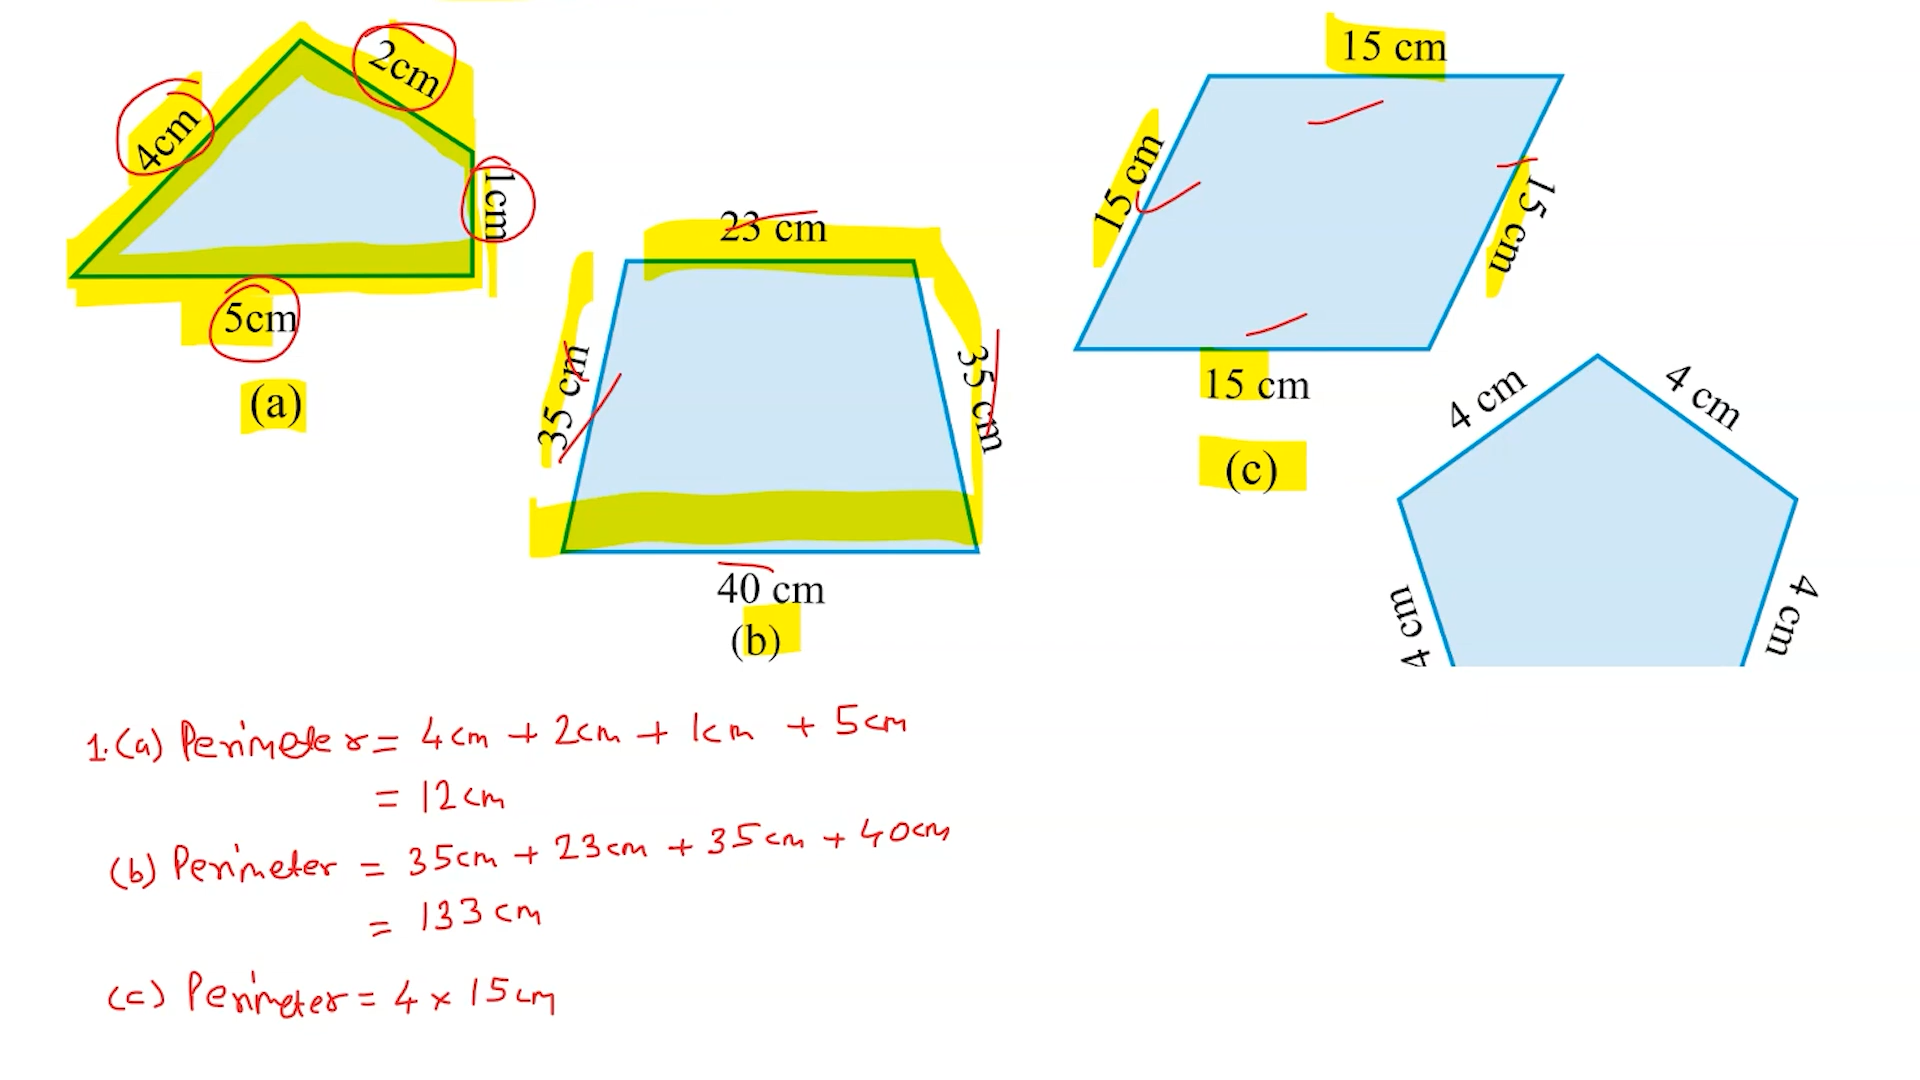 2cm
4cm
1cm
5cm
(a)
23 cm
35 cm
35 cm
40 cm
(b)
15 cm
15 cm
15 cm
15 cm
(c)
4 cm
4 cm
4 cm
4 cm
1.(a) Perimeter = 4cm + 2cm + 1cm + 5cm
= 12cm
(b) Perimeter = 35cm + 23cm + 35cm + 40cm
= 133cm
(c) Perimeter = 4 × 15cm